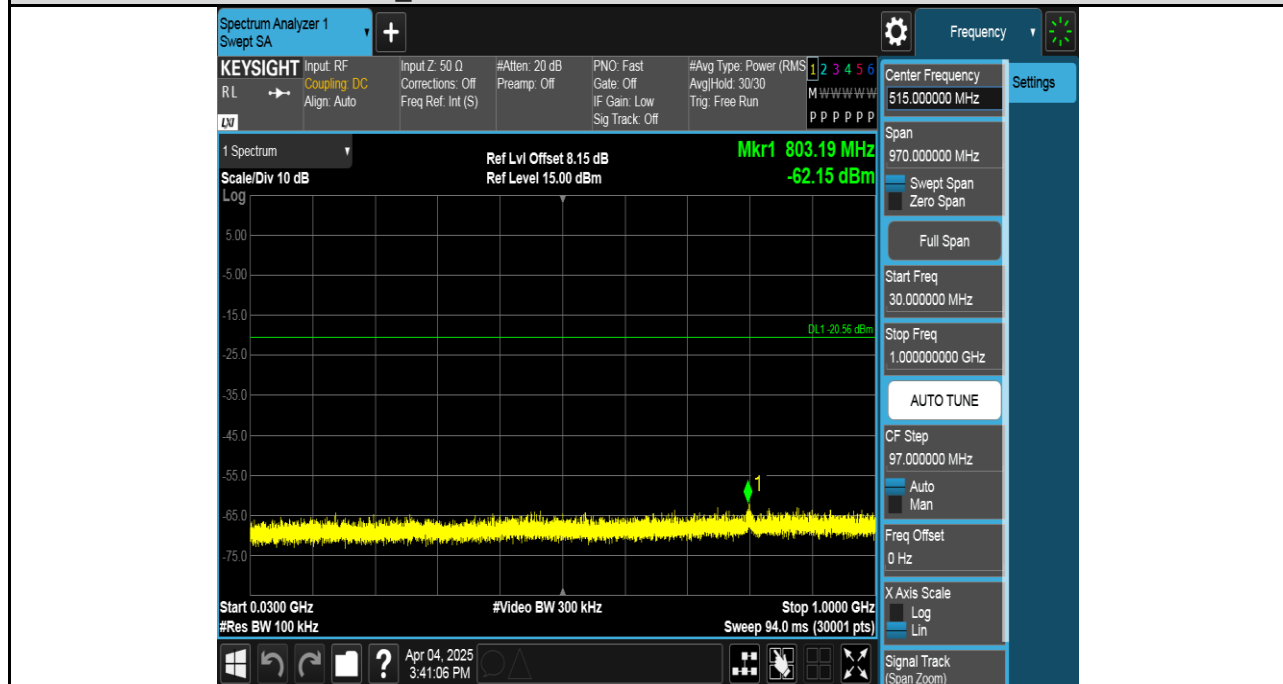 Spectrum Analyzer 1
Swept SA
+
Frequency
KEYSIGHT
RL
LXI
Input: RF
Coupling: DC
Align: Auto
Input Z: 50 Ω
Corrections: Off
Freq Ref: Int (S)
#Atten: 20 dB
Preamp: Off
PNO: Fast
Gate: Off
IF Gain: Low
Sig Track: Off
#Avg Type: Power (RMS
Avg|Hold: 30/30
Trig: Free Run
1 2 3 4 5 6
M W W W W W
P P P P P P
1 Spectrum
Scale/Div 10 dB
Ref Lvl Offset 8.15 dB
Ref Level 15.00 dBm
Mkr1 803.19 MHz
-62.15 dBm
Log
5.00
-5.00
-15.0
DL1 -20.56 dBm
-25.0
-35.0
-45.0
-55.0
1
-65.0
-75.0
Start 0.0300 GHz
#Res BW 100 kHz
#Video BW 300 kHz
Stop 1.0000 GHz
Sweep 94.0 ms (30001 pts)
?
Apr 04, 2025
3:41:06 PM
Center Frequency
515.000000 MHz
Settings
Span
970.000000 MHz
Swept Span
Zero Span
Full Span
Start Freq
30.000000 MHz
Stop Freq
1.000000000 GHz
AUTO TUNE
CF Step
97.000000 MHz
Auto
Man
Freq Offset
0 Hz
X Axis Scale
Log
Lin
Signal Track
(Span Zoom)